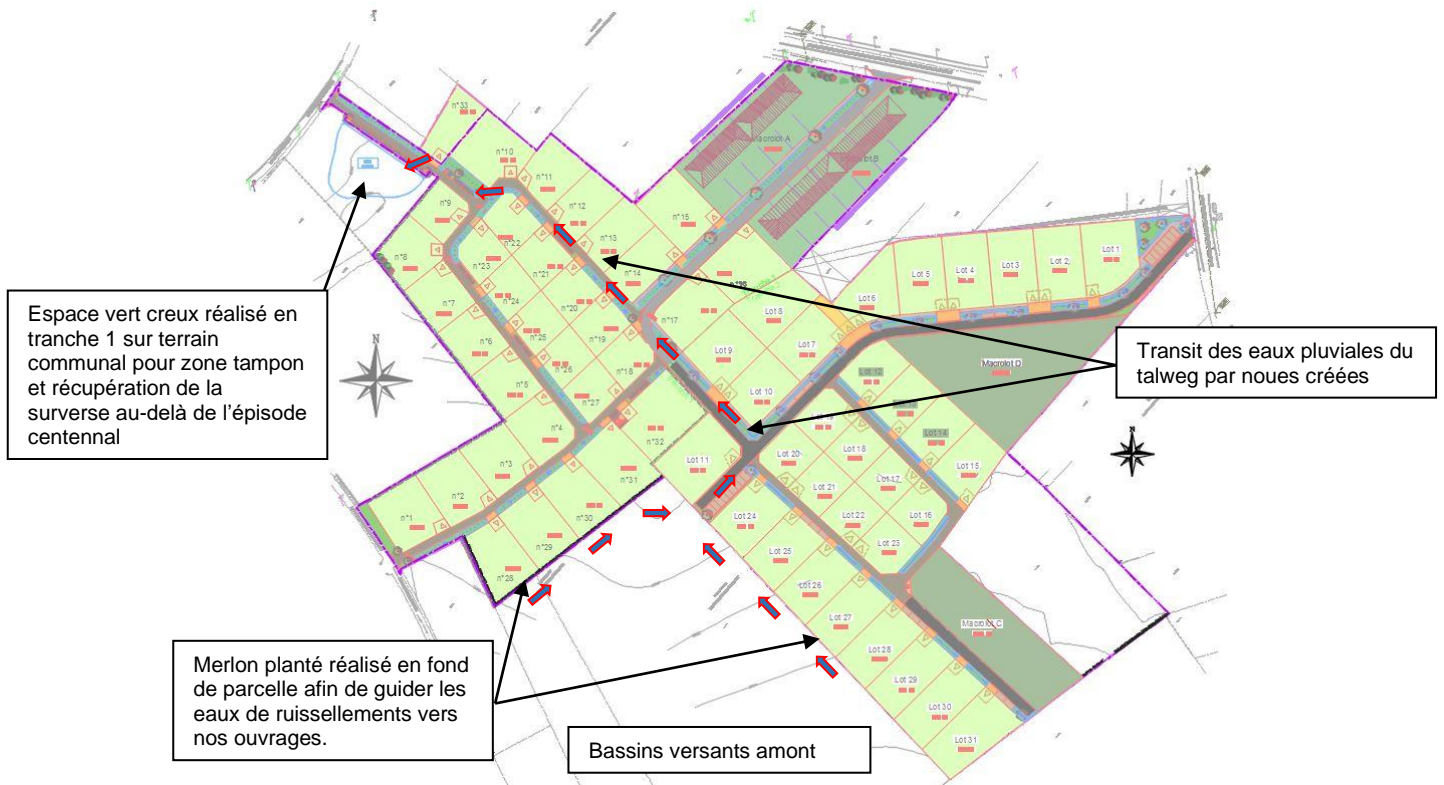 Espace vert creux réalisé en
tranche 1 sur terrain
communal pour zone tampon
et récupération de la
surverse au-delà de l'épisode
centennal
Transit des eaux pluviales du
talweg par noues créées
Merlon planté réalisé en fond
de parcelle afin de guider les
eaux de ruissellements vers
nos ouvrages.
Bassins versants amont
N
N
n°33
n°10
n°11
n°12
n°13
n°14
n°15
n°17
n°9
n°8
n°7
n°6
n°5
n°4
n°3
n°2
n°1
n°22
n°23
n°21
n°24
n°20
n°25
n°19
n°26
n°18
n°27
n°32
n°31
n°30
n°29
n°28
Macrolot A
Lot 1
Lot 2
Lot 3
Lot 4
Lot 5
Lot 6
Lot 7
Lot 8
Lot 9
Lot 10
Lot 11
Lot 12
Lot 14
Lot 15
Lot 16
Lot 17
Lot 18
Lot 20
Lot 21
Lot 22
Lot 23
Lot 24
Lot 25
Lot 26
Lot 27
Lot 28
Lot 29
Lot 30
Lot 31
Macrolot D
Macrolot C